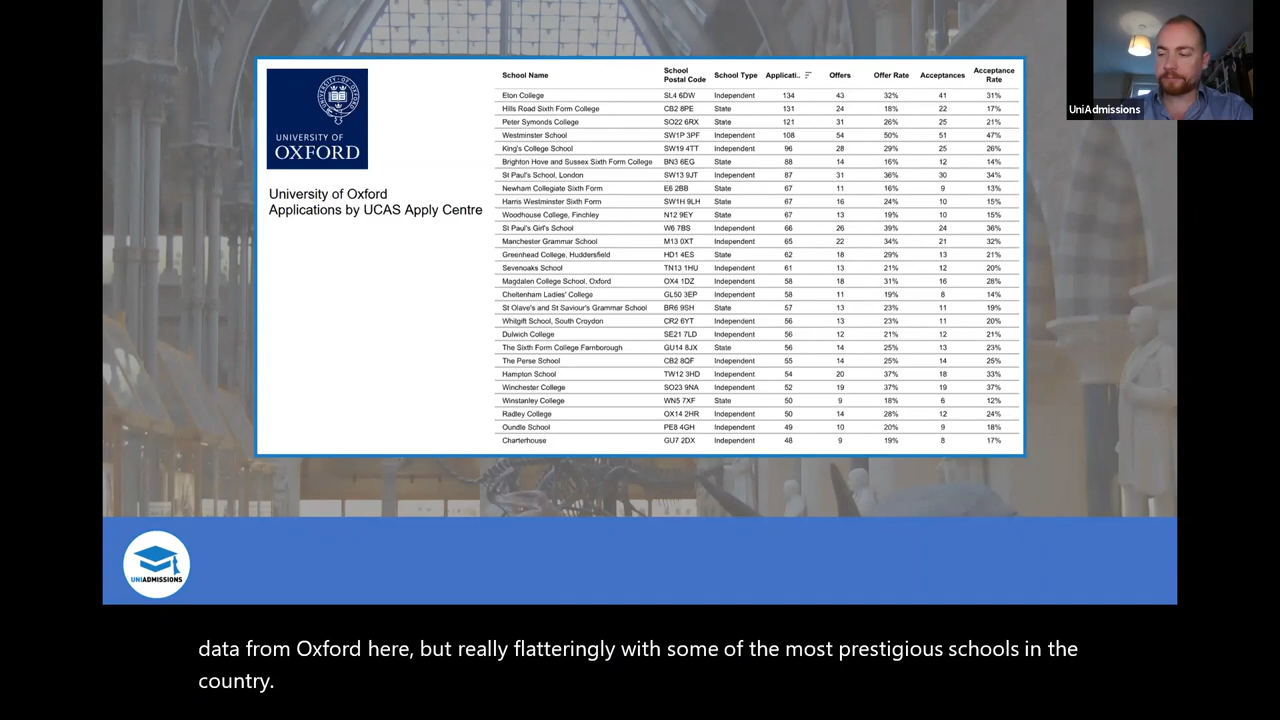 UniAdmissions
UNIVERSITY OF
OXFORD
University of Oxford
Applications by UCAS Apply Centre
School Name School Postal Code School Type Applicati.. Offers Offer Rate Acceptances Acceptance Rate
Eton College SL4 6DW Independent 134 43 32% 41 31%
Hills Road Sixth Form College CB2 8PE State 131 24 18% 22 17%
Peter Symonds College SO22 6RX State 121 31 26% 25 21%
Westminster School SW1P 3PF Independent 108 54 50% 51 47%
King's College School SW19 4TT Independent 96 28 29% 25 26%
Brighton Hove and Sussex Sixth Form College BN3 6EG State 88 14 16% 12 14%
St Paul's School, London SW13 9JT Independent 87 31 36% 30 34%
Newham Collegiate Sixth Form E6 2BB State 67 11 16% 9 13%
Harris Westminster Sixth Form SW1H 9LH State 67 16 24% 10 15%
Woodhouse College, Finchley N12 9EY State 67 13 19% 10 15%
St Paul's Girl's School W6 7BS Independent 66 26 39% 24 36%
Manchester Grammar School M13 0XT Independent 65 22 34% 21 32%
Greenhead College, Huddersfield HD1 4ES State 62 18 29% 13 21%
Sevenoaks School TN13 1HU Independent 61 13 21% 12 20%
Magdalen College School, Oxford OX4 1DZ Independent 58 18 31% 16 28%
Cheltenham Ladies' College GL50 3EP Independent 58 11 19% 8 14%
St Olave's and St Saviour's Grammar School BR6 9SH State 57 13 23% 11 19%
Whitgift School, South Croydon CR2 6YT Independent 56 13 23% 11 20%
Dulwich College SE21 7LD Independent 56 12 21% 12 21%
The Sixth Form College Farnborough GU14 8JX State 56 14 25% 13 23%
The Perse School CB2 8QF Independent 55 14 25% 14 25%
Hampton School TW12 3HD Independent 54 20 37% 18 33%
Winchester College SO23 9NA Independent 52 19 37% 19 37%
Winstanley College WN5 7XF State 50 9 18% 6 12%
Radley College OX14 2HR Independent 50 14 28% 12 24%
Oundle School PE8 4GH Independent 49 10 20% 9 18%
Charterhouse GU7 2DX Independent 48 9 19% 8 17%
UNIADMISSIONS
data from Oxford here, but really flatteringly with some of the most prestigious schools in the
country.